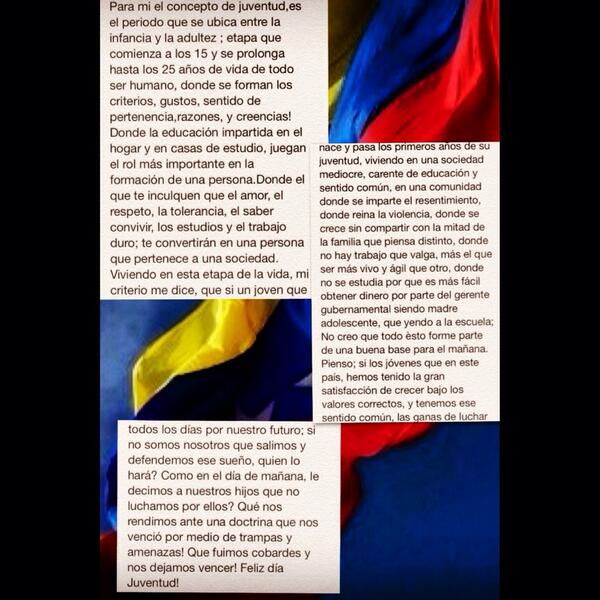 Para mi el concepto de juventud,es
el periodo que se ubica entre la
infancia y la adultez ; etapa que
comienza a los 15 y se prolonga
hasta los 25 años de vida de todo
ser humano, donde se forman los
criterios, gustos, sentido de
pertenencia,razones, y creencias!
Donde la educación impartida en el
hogar y en casas de estudio, juegan
el rol más importante en la
formación de una persona.Donde el
que te inculquen que el amor, el
respeto, la tolerancia, el saber
convivir, los estudios y el trabajo
duro; te convertirán en una persona
que pertenece a una sociedad.
Viviendo en esta etapa de la vida, mi
criterio me dice, que si un joven que
nace y pasa los primeros años de su
juventud, viviendo en una sociedad
mediocre, carente de educación y
sentido común, en una comunidad
donde se imparte el resentimiento,
donde reina la violencia, donde se
crece sin compartir con la mitad de
la familia que piensa distinto, donde
no hay trabajo que valga, más el que
ser más vivo y ágil que otro, donde
no se estudia por que es más fácil
obtener dinero por parte del gerente
gubernamental siendo madre
adolescente, que yendo a la escuela;
No creo que todo èsto forme parte
de una buena base para el mañana.
Pienso; si los jóvenes que en este
país, hemos tenido la gran
satisfacción de crecer bajo los
valores correctos, y tenemos ese
sentido común, las ganas de luchar
todos los días por nuestro futuro; si
no somos nosotros que salimos y
defendemos ese sueño, quien lo
hará? Como en el día de mañana, le
decimos a nuestros hijos que no
luchamos por ellos? Qué nos
rendimos ante una doctrina que nos
venció por medio de trampas y
amenazas! Que fuimos cobardes y
nos dejamos vencer! Feliz día
Juventud!